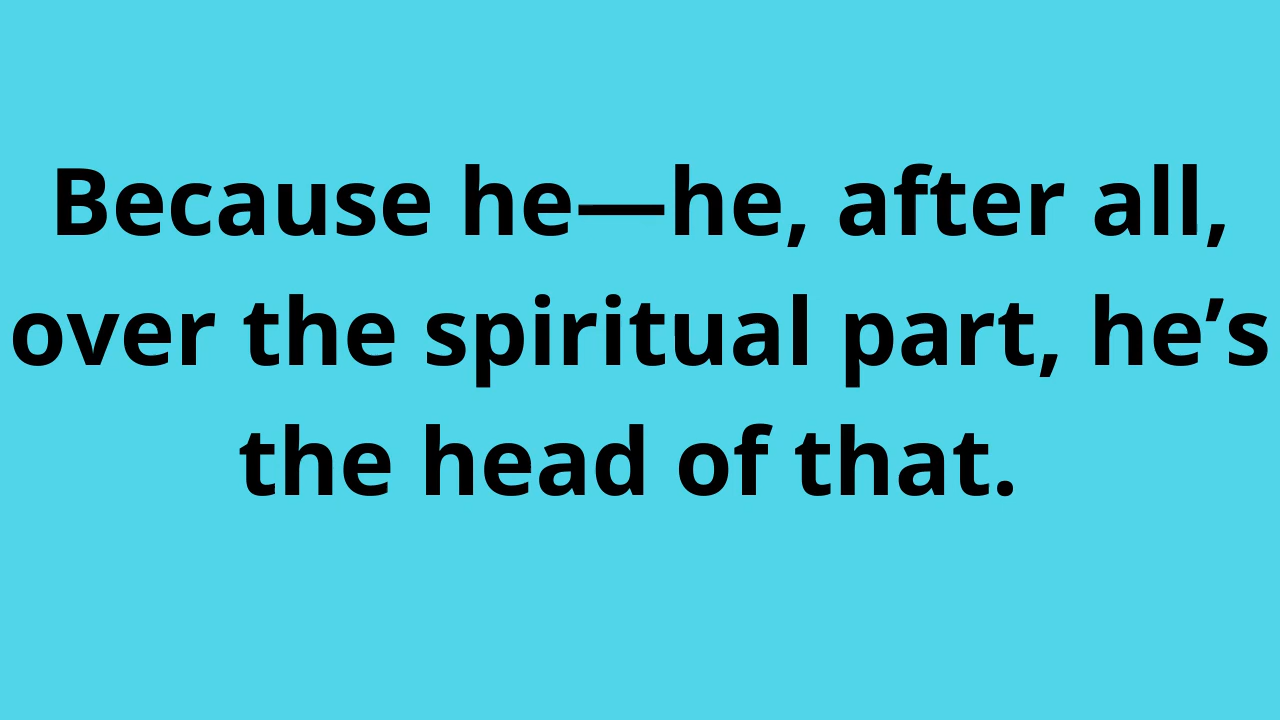 Because he—he, after all,
over the spiritual part, he’s
the head of that.